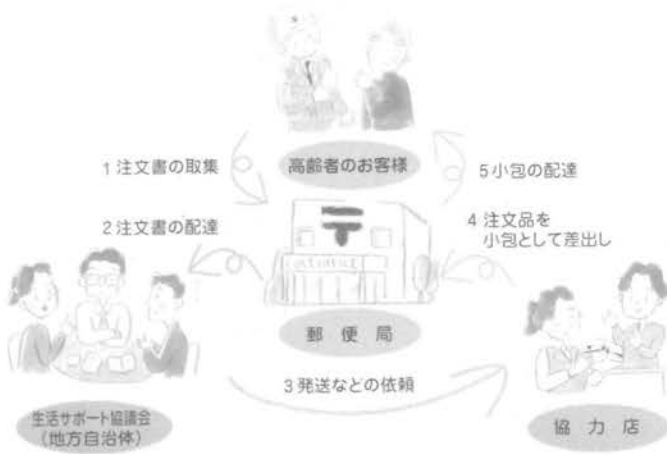 1 注文書の取集
高齢者のお客様
5 小包の配達
2 注文書の配達
4 注文品を
小包として差出し
郵便局
3 発送などの依頼
生活サポート協議会
(地方自治体)
協力店